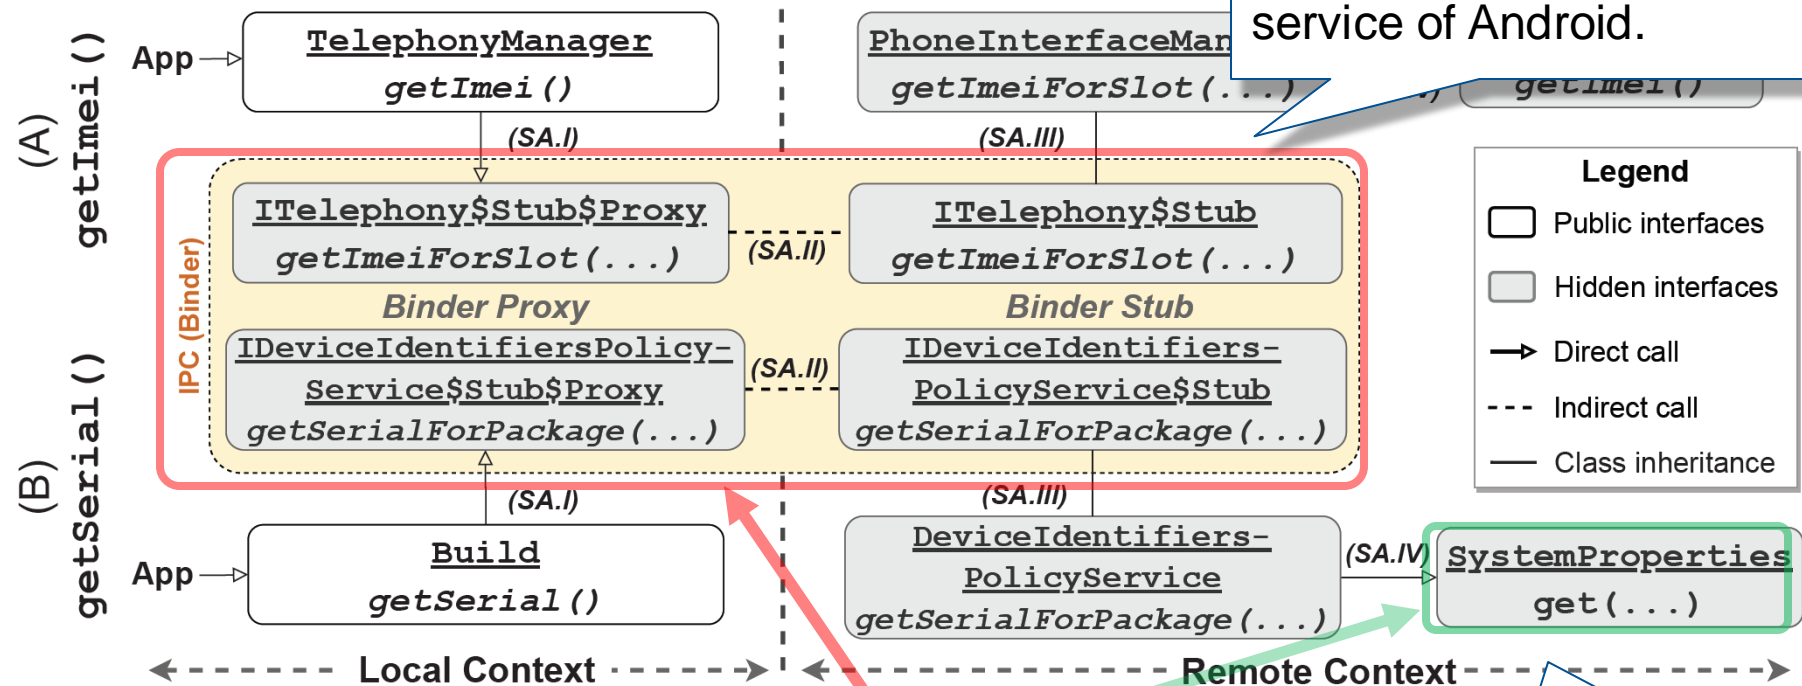 service of Android.
(A)
getImei()
App
TelephonyManager
getImei()
getImeiForSlot(...)
getImei()
(SA.I)
(SA.III)
IPC (Binder)
ITelephony$Stub$Proxy
getImeiForSlot(...)
(SA.II)
ITelephony$Stub
getImeiForSlot(...)
Binder Proxy
Binder Stub
IDeviceIdentifiersPolicy-
Service$Stub$Proxy
getSerialForPackage(...)
(SA.II)
IDeviceIdentifiers-
PolicyService$Stub
getSerialForPackage(...)
(SA.I)
(SA.III)
(B)
getSerial()
App
Build
getSerial()
DeviceIdentifiers-
PolicyService
getSerialForPackage(...)
(SA.IV)
SystemProperties
get(...)
Local Context
Remote Context
Legend
Public interfaces
Hidden interfaces
Direct call
Indirect call
Class inheritance